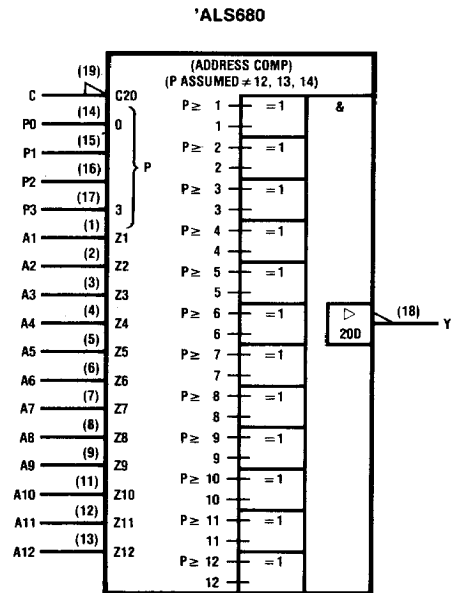 'ALS680
(ADDRESS COMP)
(P ASSUMED ≠ 12, 13, 14)
C (19) C20 P ≥ 1 =1 &
P0 (14) 0 1
P1 (15) P ≥ 2 =1
P2 (16) P 2
P3 (17) 3 P ≥ 3 =1
3
A1 (1) Z1 P ≥ 4 =1
A2 (2) Z2 4
A3 (3) Z3 P ≥ 5 =1
5
A4 (4) Z4 P ≥ 6 =1 ▷ (18) Y
A5 (5) Z5 6 20D
A6 (6) Z6 P ≥ 7 =1
A7 (7) Z7 7
A8 (8) Z8 P ≥ 8 =1
8
A9 (9) Z9 P ≥ 9 =1
9
A10 (11) Z10 P ≥ 10 =1
10
A11 (12) Z11 P ≥ 11 =1
11
A12 (13) Z12 P ≥ 12 =1
12